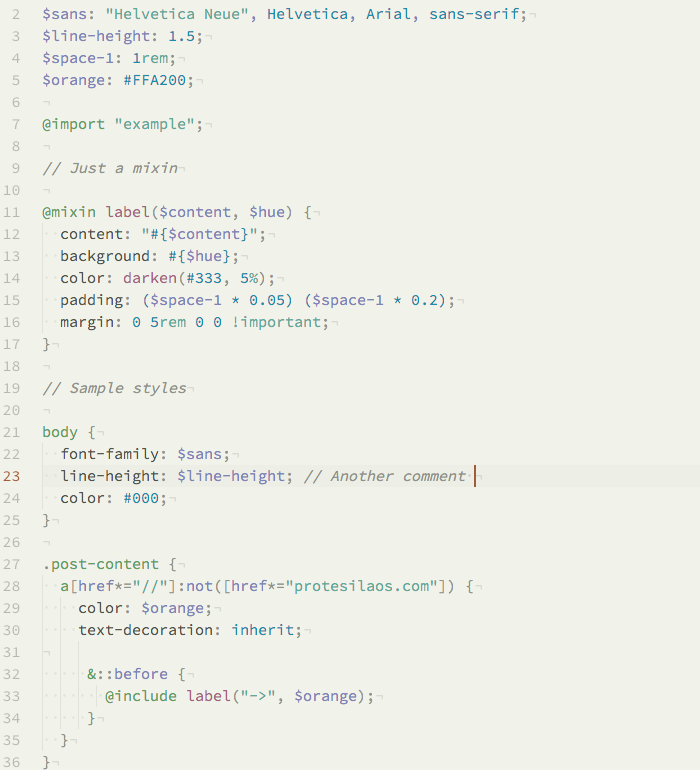 2 $sans: "Helvetica Neue", Helvetica, Arial, sans-serif;¬
3 $line-height: 1.5;¬
4 $space-1: 1rem;¬
5 $orange: #FFA200;¬
6 ¬
7 @import "example";¬
8 ¬
9 // Just a mixin¬
10 ¬
11 @mixin label($content, $hue) {¬
12 ··content: "#{$content}";¬
13 ··background: #{$hue};¬
14 ··color: darken(#333, 5%);¬
15 ··padding: ($space-1 * 0.05) ($space-1 * 0.2);¬
16 ··margin: 0 5rem 0 0 !important;¬
17 }¬
18 ¬
19 // Sample styles¬
20 ¬
21 body {¬
22 ··font-family: $sans;¬
23 ··line-height: $line-height; // Another comment·¬
24 ··color: #000;¬
25 }¬
26 ¬
27 .post-content {¬
28 ··a[href*="//"]:not([href*="protesilaos.com"]) {¬
29 ····color: $orange;¬
30 ····text-decoration: inherit;¬
31 ¬
32 ·····&::before {¬
33 ·······@include label("->", $orange);¬
34 ·····}¬
35 ··}¬
36 }¬